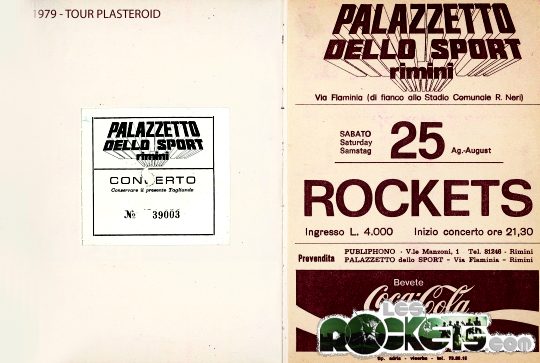 1979 - TOUR PLASTEROID
PALAZZETTO
DELLO SPORT
rimini
CONCERTO
Conservare il presente Tagliando
№ 39003
PALAZZETTO
DELLO SPORT
rimini
Via Flaminia (di fianco allo Stadio Comunale R. Neri)
SABATO
Saturday
Samstag
25
Ag.-August
ROCKETS
Ingresso L. 4.000 Inizio concerto ore 21,30
Prevendita
PUBLIPHONO - V.le Manzoni, 1 - Tel. 81246 - Rimini
PALAZZETTO dello SPORT - Via Flaminia - Rimini
Bevete
Coca-Cola
LES
ROCKETS.com